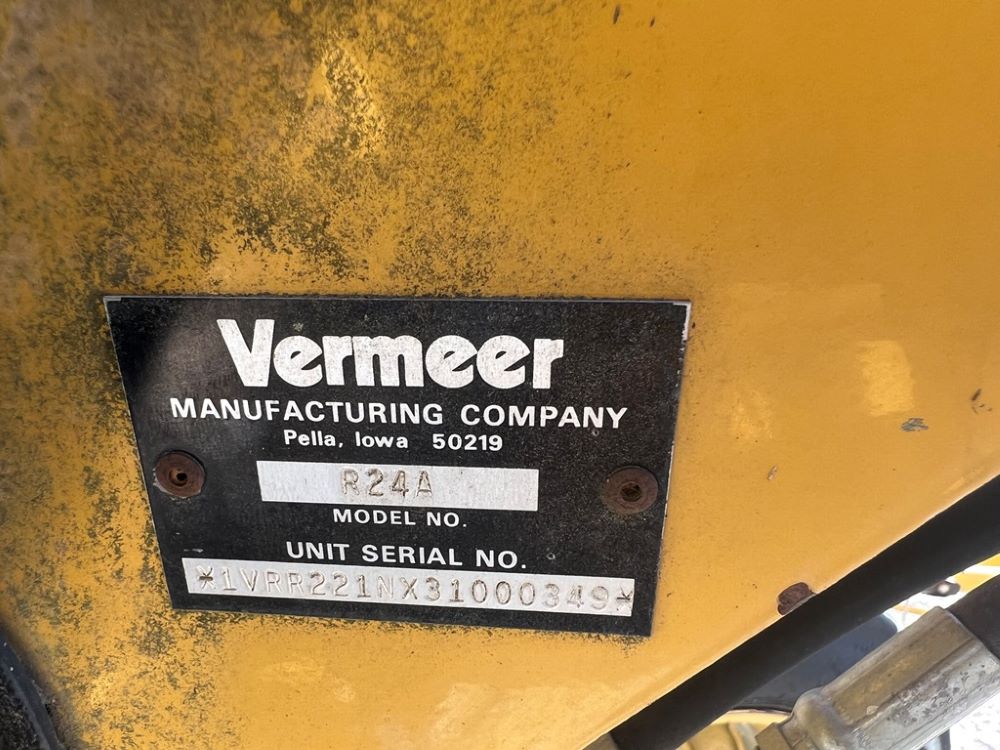 Vermeer
MANUFACTURING COMPANY
Pella, Iowa 50219
R24A
MODEL NO.
UNIT SERIAL NO.
*1VRR221NX31000349*